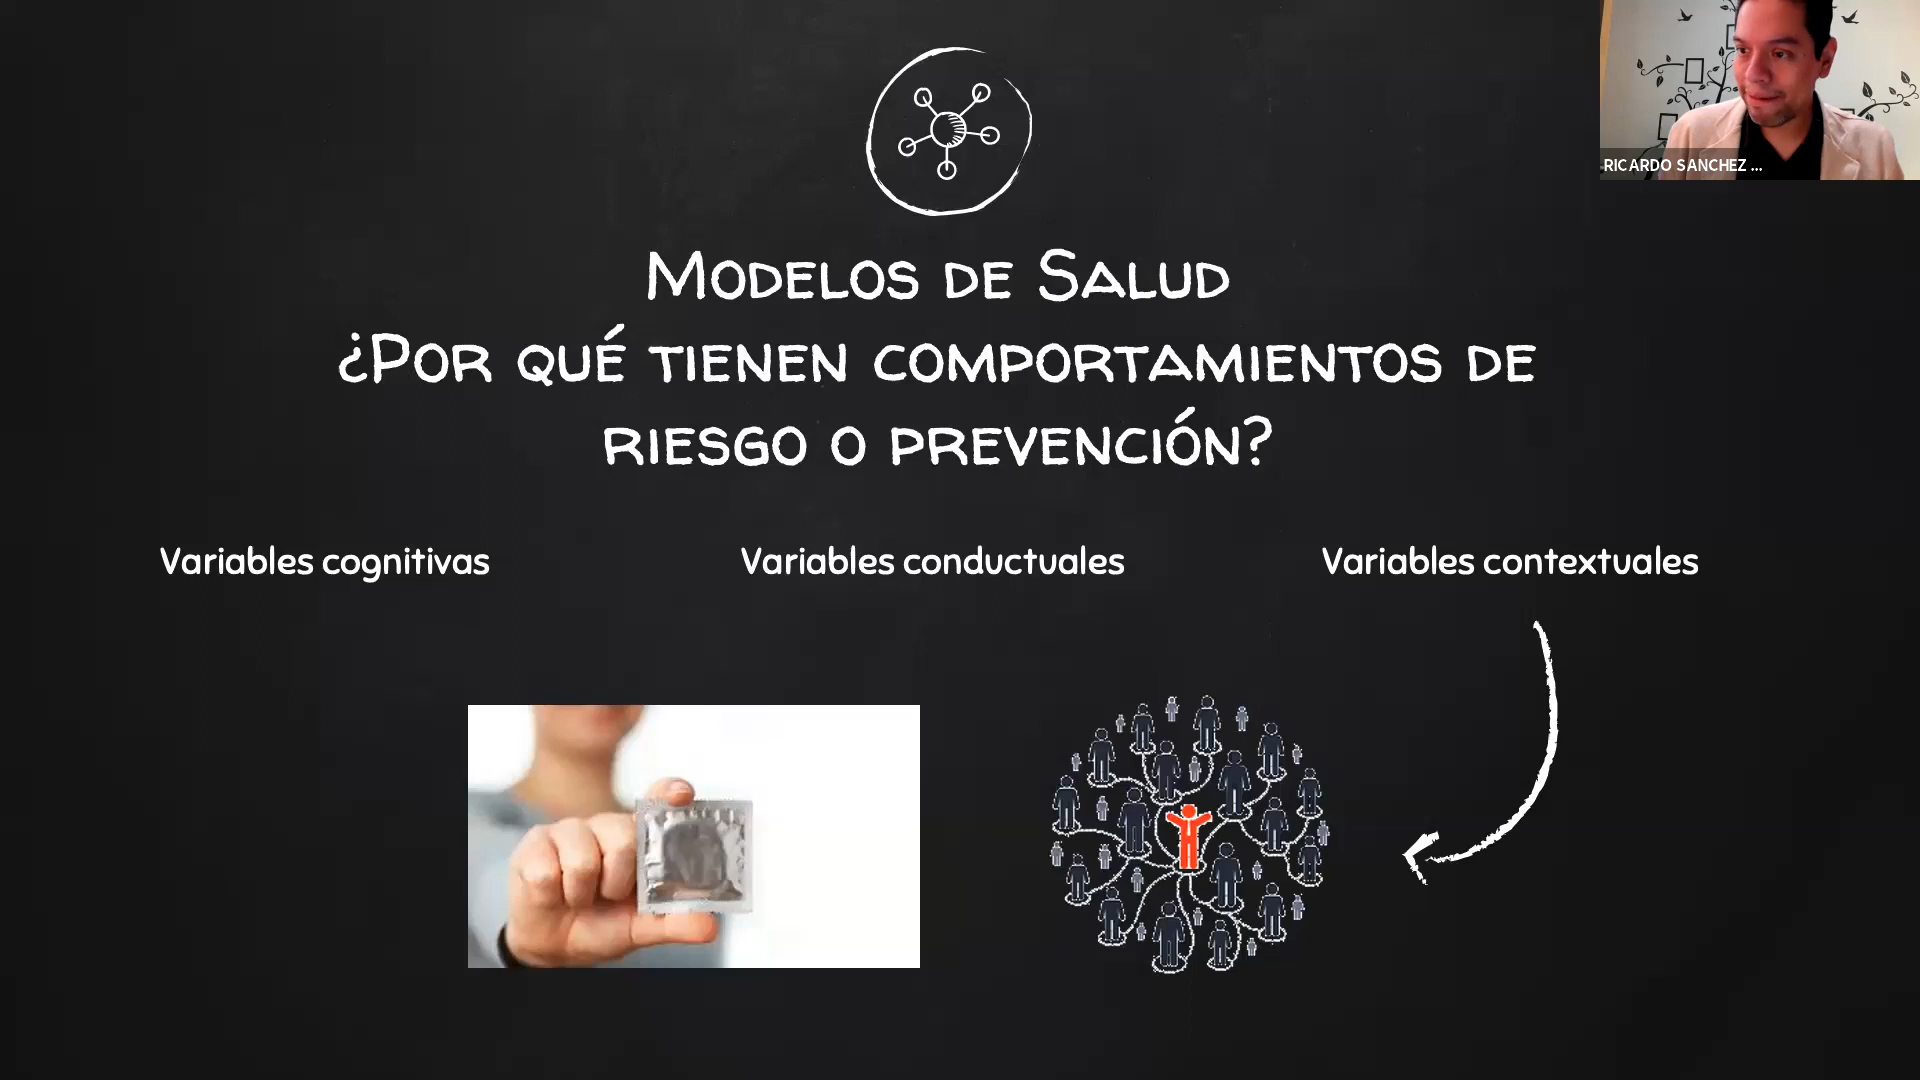 RICARDO SANCHEZ ...
Modelos de Salud
¿Por qué tienen comportamientos de
riesgo o prevención?
Variables cognitivas
Variables conductuales
Variables contextuales